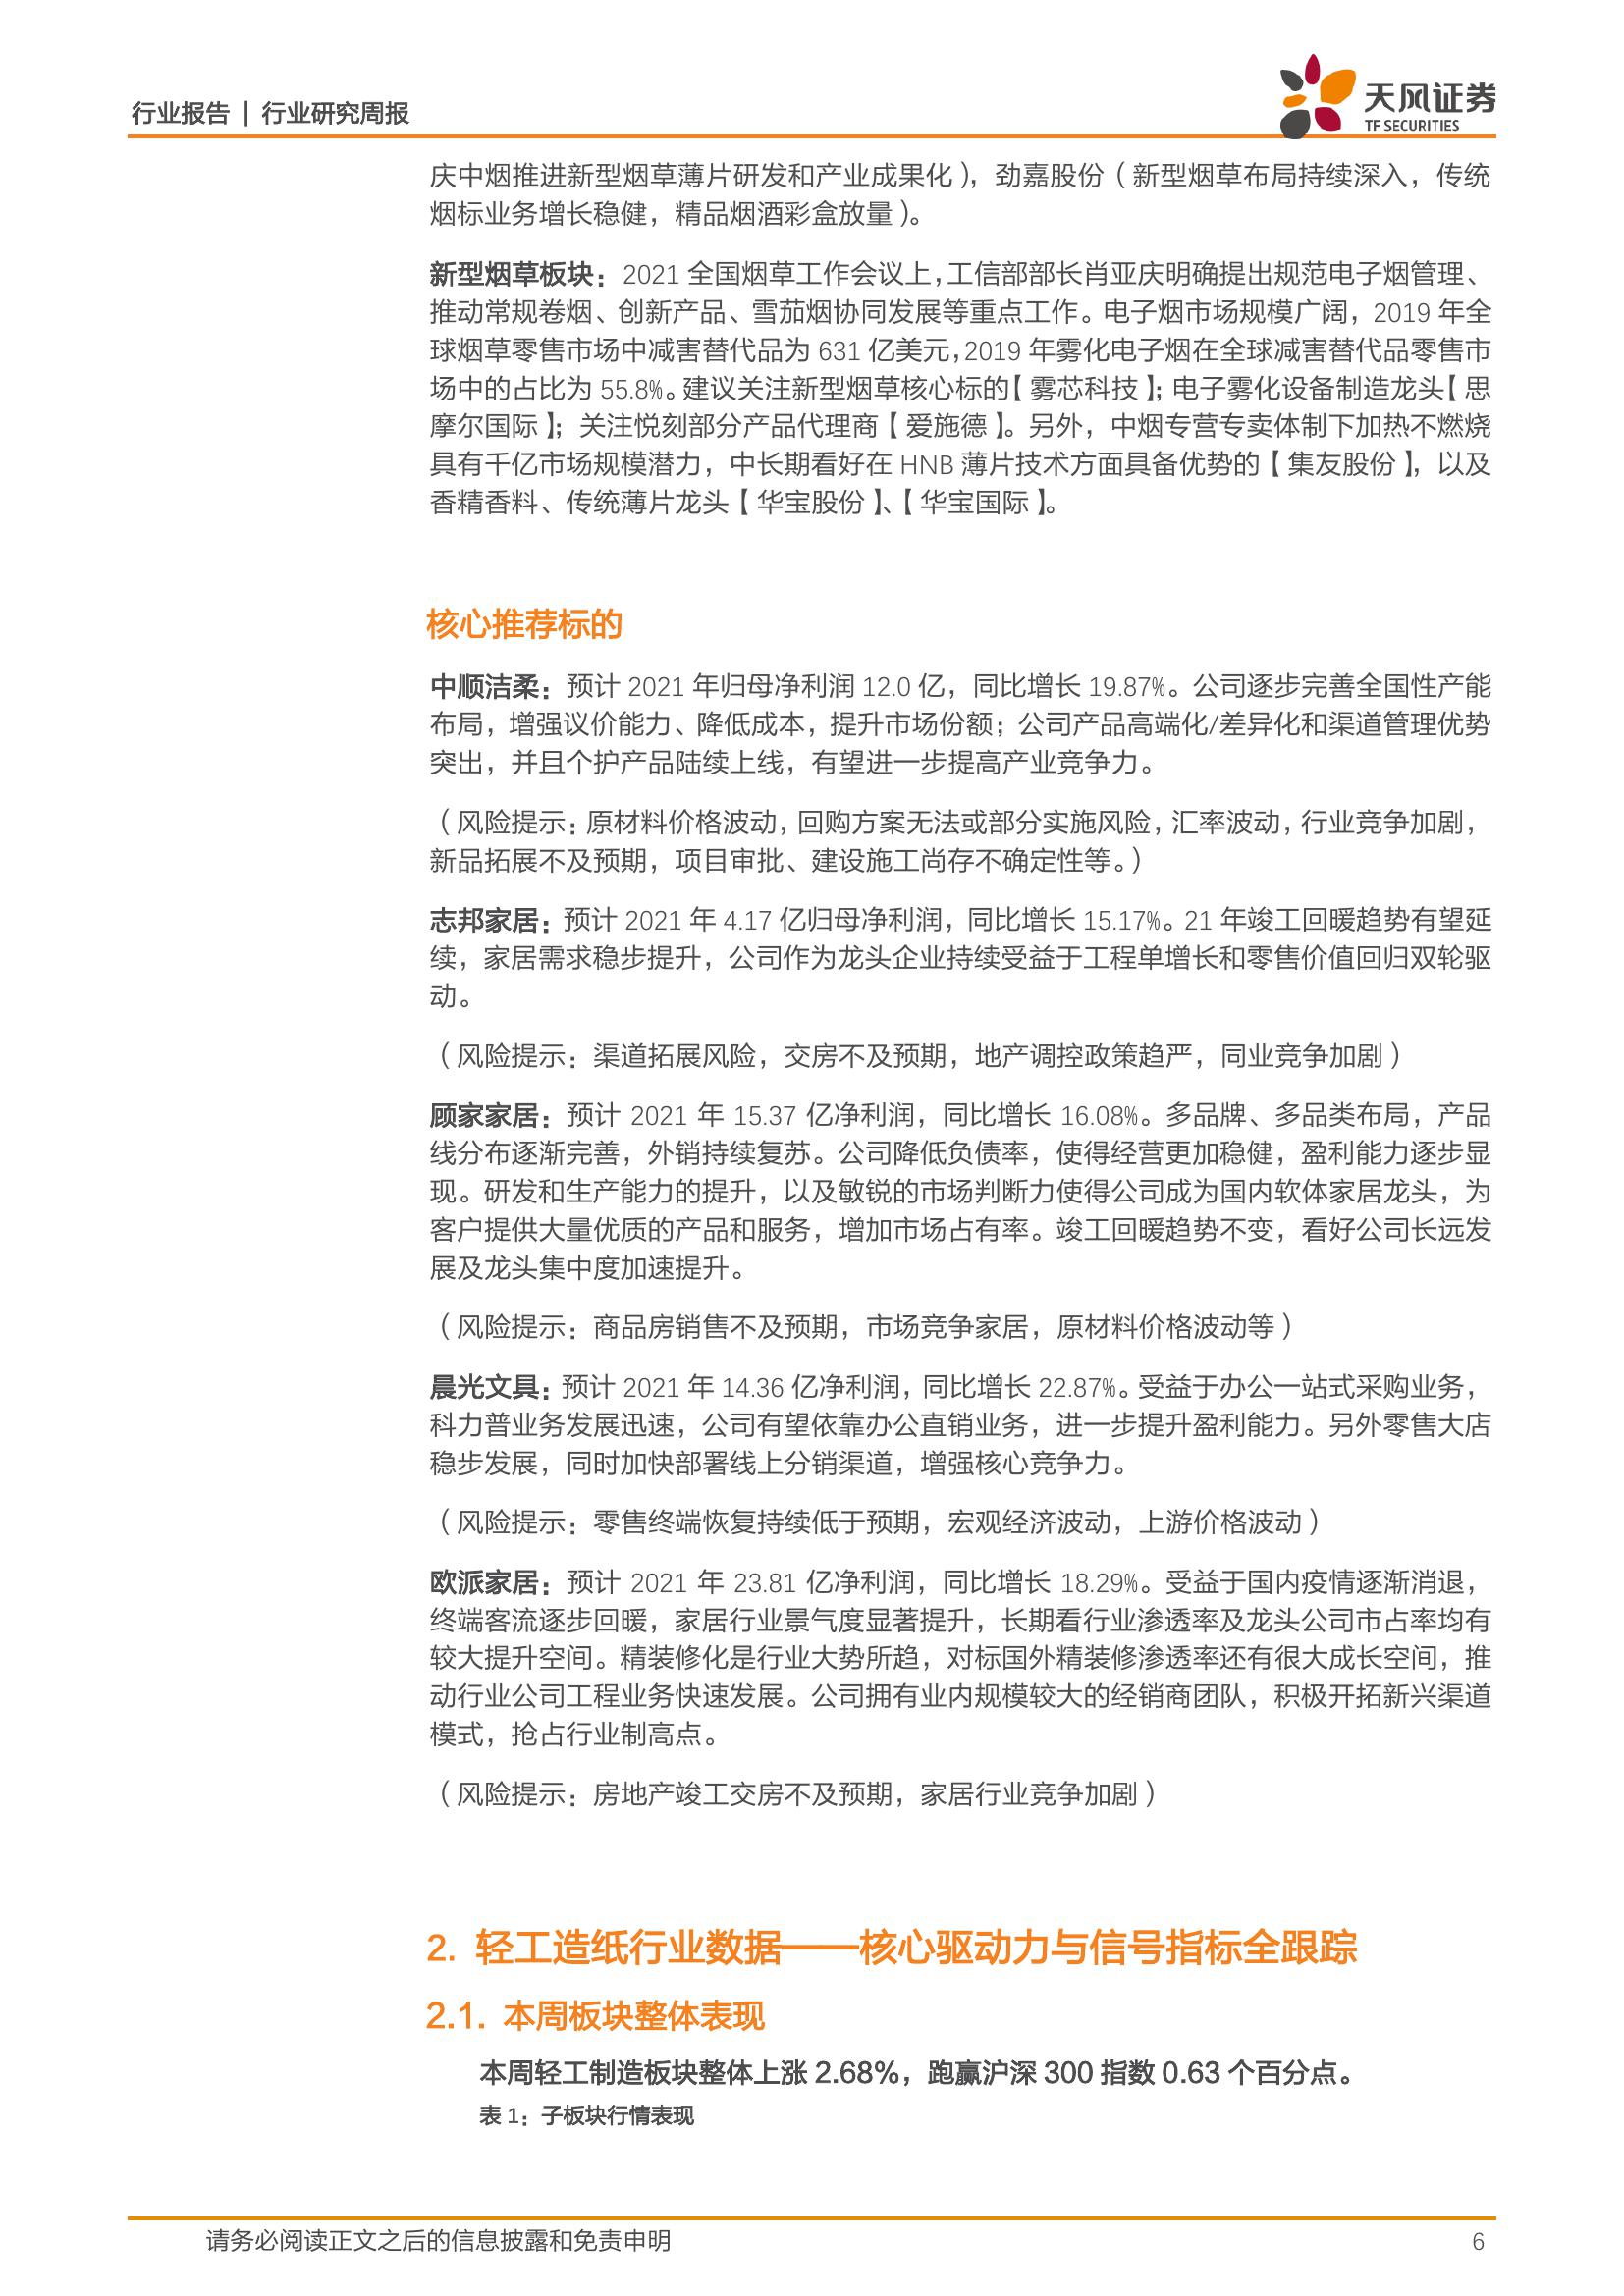 行业报告 | 行业研究周报
天风证券
TF SECURITIES
庆中烟推进新型烟草薄片研发和产业成果化），劲嘉股份（新型烟草布局持续深入，传统
烟标业务增长稳健，精品烟酒彩盒放量）。
新型烟草板块：2021 全国烟草工作会议上，工信部部长肖亚庆明确提出规范电子烟管理、
推动常规卷烟、创新产品、雪茄烟协同发展等重点工作。电子烟市场规模广阔，2019 年全
球烟草零售市场中减害替代品为 631 亿美元，2019 年雾化电子烟在全球减害替代品零售市
场中的占比为 55.8%。建议关注新型烟草核心标的【雾芯科技】；电子雾化设备制造龙头【思
摩尔国际】；关注悦刻部分产品代理商【爱施德】。另外，中烟专营专卖体制下加热不燃烧
具有千亿市场规模潜力，中长期看好在 HNB 薄片技术方面具备优势的【集友股份】，以及
香精香料、传统薄片龙头【华宝股份】、【华宝国际】。
核心推荐标的
中顺洁柔：预计 2021 年归母净利润 12.0 亿，同比增长 19.87%。公司逐步完善全国性产能
布局，增强议价能力、降低成本，提升市场份额；公司产品高端化/差异化和渠道管理优势
突出，并且个护产品陆续上线，有望进一步提高产业竞争力。
（风险提示：原材料价格波动，回购方案无法或部分实施风险，汇率波动，行业竞争加剧，
新品拓展不及预期，项目审批、建设施工尚存不确定性等。）
志邦家居：预计 2021 年 4.17 亿归母净利润，同比增长 15.17%。21 年竣工回暖趋势有望延
续，家居需求稳步提升，公司作为龙头企业持续受益于工程单增长和零售价值回归双轮驱
动。
（风险提示：渠道拓展风险，交房不及预期，地产调控政策趋严，同业竞争加剧）
顾家家居：预计 2021 年 15.37 亿净利润，同比增长 16.08%。多品牌、多品类布局，产品
线分布逐渐完善，外销持续复苏。公司降低负债率，使得经营更加稳健，盈利能力逐步显
现。研发和生产能力的提升，以及敏锐的市场判断力使得公司成为国内软体家居龙头，为
客户提供大量优质的产品和服务，增加市场占有率。竣工回暖趋势不变，看好公司长远发
展及龙头集中度加速提升。
（风险提示：商品房销售不及预期，市场竞争家居，原材料价格波动等）
晨光文具：预计 2021 年 14.36 亿净利润，同比增长 22.87%。受益于办公一站式采购业务，
科力普业务发展迅速，公司有望依靠办公直销业务，进一步提升盈利能力。另外零售大店
稳步发展，同时加快部署线上分销渠道，增强核心竞争力。
（风险提示：零售终端恢复持续低于预期，宏观经济波动，上游价格波动）
欧派家居：预计 2021 年 23.81 亿净利润，同比增长 18.29%。受益于国内疫情逐渐消退，
终端客流逐步回暖，家居行业景气度显著提升，长期看行业渗透率及龙头公司市占率均有
较大提升空间。精装修化是行业大势所趋，对标国外精装修渗透率还有很大成长空间，推
动行业公司工程业务快速发展。公司拥有业内规模较大的经销商团队，积极开拓新兴渠道
模式，抢占行业制高点。
（风险提示：房地产竣工交房不及预期，家居行业竞争加剧）
2. 轻工造纸行业数据——核心驱动力与信号指标全跟踪
2.1. 本周板块整体表现
本周轻工制造板块整体上涨 2.68%，跑赢沪深 300 指数 0.63 个百分点。
表 1：子板块行情表现
请务必阅读正文之后的信息披露和免责申明
6